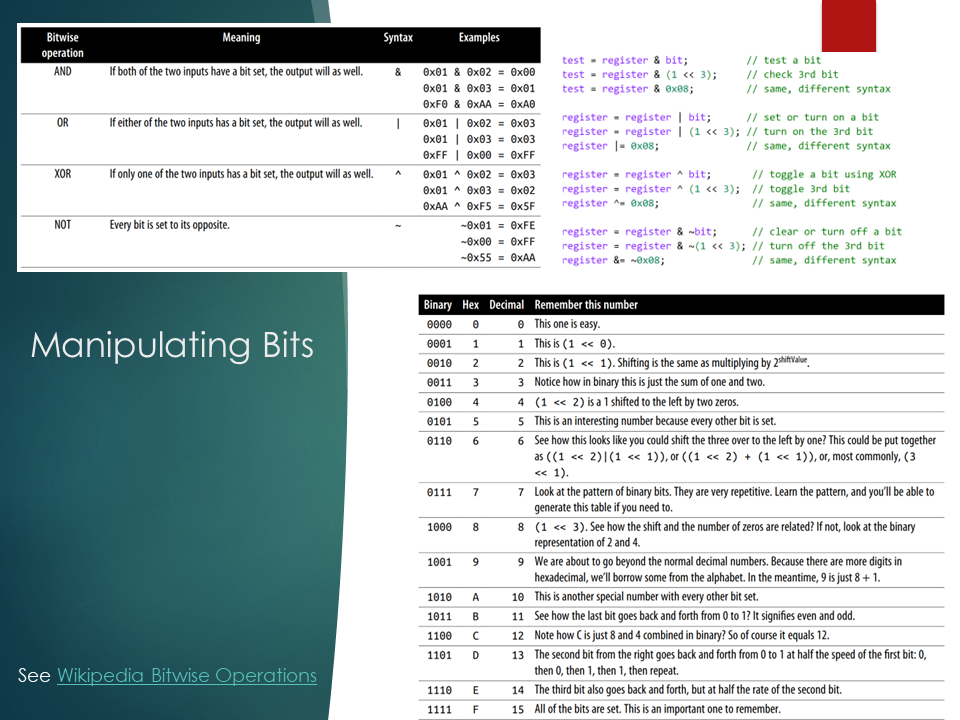 Bitwise operation Meaning Syntax Examples
AND If both of the two inputs have a bit set, the output will as well. & 0x01 & 0x02 = 0x00
0x01 & 0x03 = 0x01
0xF0 & 0xAA = 0xA0
OR If either of the two inputs has a bit set, the output will as well. | 0x01 | 0x02 = 0x03
0x01 | 0x03 = 0x03
0xFF | 0x00 = 0xFF
XOR If only one of the two inputs has a bit set, the output will as well. ^ 0x01 ^ 0x02 = 0x03
0x01 ^ 0x03 = 0x02
0xAA ^ 0xF5 = 0x5F
NOT Every bit is set to its opposite. ~ ~0x01 = 0xFE
~0x00 = 0xFF
~0x55 = 0xAA
test = register & bit; // test a bit
test = register & (1 << 3); // check 3rd bit
test = register & 0x08; // same, different syntax
register = register | bit; // set or turn on a bit
register = register | (1 << 3); // turn on the 3rd bit
register |= 0x08; // same, different syntax
register = register ^ bit; // toggle a bit using XOR
register = register ^ (1 << 3); // toggle 3rd bit
register ^= 0x08; // same, different syntax
register = register & ~bit; // clear or turn off a bit
register = register & ~(1 << 3); // turn off the 3rd bit
register &= ~0x08; // same, different syntax
Manipulating Bits
Binary Hex Decimal Remember this number
0000 0 0 This one is easy.
0001 1 1 This is (1 << 0).
0010 2 2 This is (1 << 1). Shifting is the same as multiplying by 2shiftValue.
0011 3 3 Notice how in binary this is just the sum of one and two.
0100 4 4 (1 << 2) is a 1 shifted to the left by two zeros.
0101 5 5 This is an interesting number because every other bit is set.
0110 6 6 See how this looks like you could shift the three over to the left by one? This could be put together
as ((1 << 2)|(1 << 1)), or ((1 << 2) + (1 << 1)), or, most commonly, (3
<< 1).
0111 7 7 Look at the pattern of binary bits. They are very repetitive. Learn the pattern, and you'll be able to
generate this table if you need to.
1000 8 8 (1 << 3). See how the shift and the number of zeros are related? If not, look at the binary
representation of 2 and 4.
1001 9 9 We are about to go beyond the normal decimal numbers. Because there are more digits in
hexadecimal, we'll borrow some from the alphabet. In the meantime, 9 is just 8 + 1.
1010 A 10 This is another special number with every other bit set.
1011 B 11 See how the last bit goes back and forth from 0 to 1? It signifies even and odd.
1100 C 12 Note how C is just 8 and 4 combined in binary? So of course it equals 12.
1101 D 13 The second bit from the right goes back and forth from 0 to 1 at half the speed of the first bit: 0,
then 0, then 1, then 1, then repeat.
1110 E 14 The third bit also goes back and forth, but at half the rate of the second bit.
1111 F 15 All of the bits are set. This is an important one to remember.
See Wikipedia Bitwise Operations